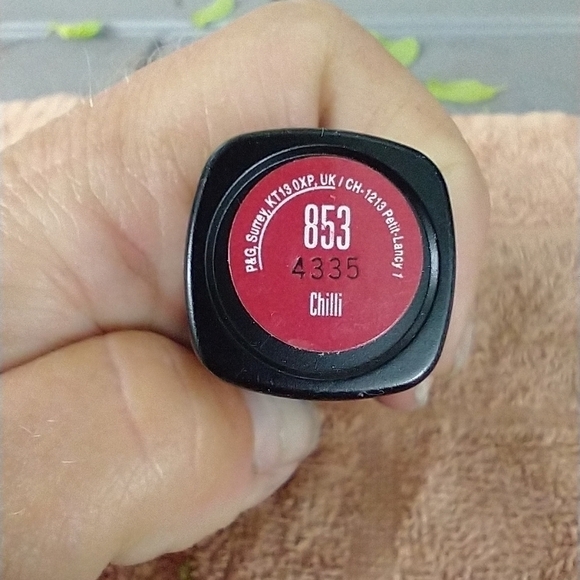 P&G, Surrey, KT13 0XP, UK / CH-1213 Petit-Lancy 1
853
4335
Chilli